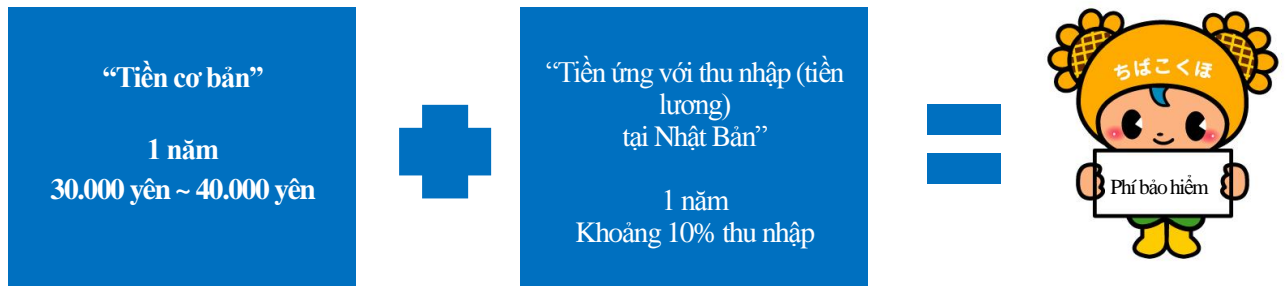 “Tiền cơ bản”
1 năm
30.000 yên ~ 40.000 yên
“Tiền ứng với thu nhập (tiền
lương)
tại Nhật Bản”
1 năm
Khoảng 10% thu nhập
ちばこくほ
Phí bảo hiểm